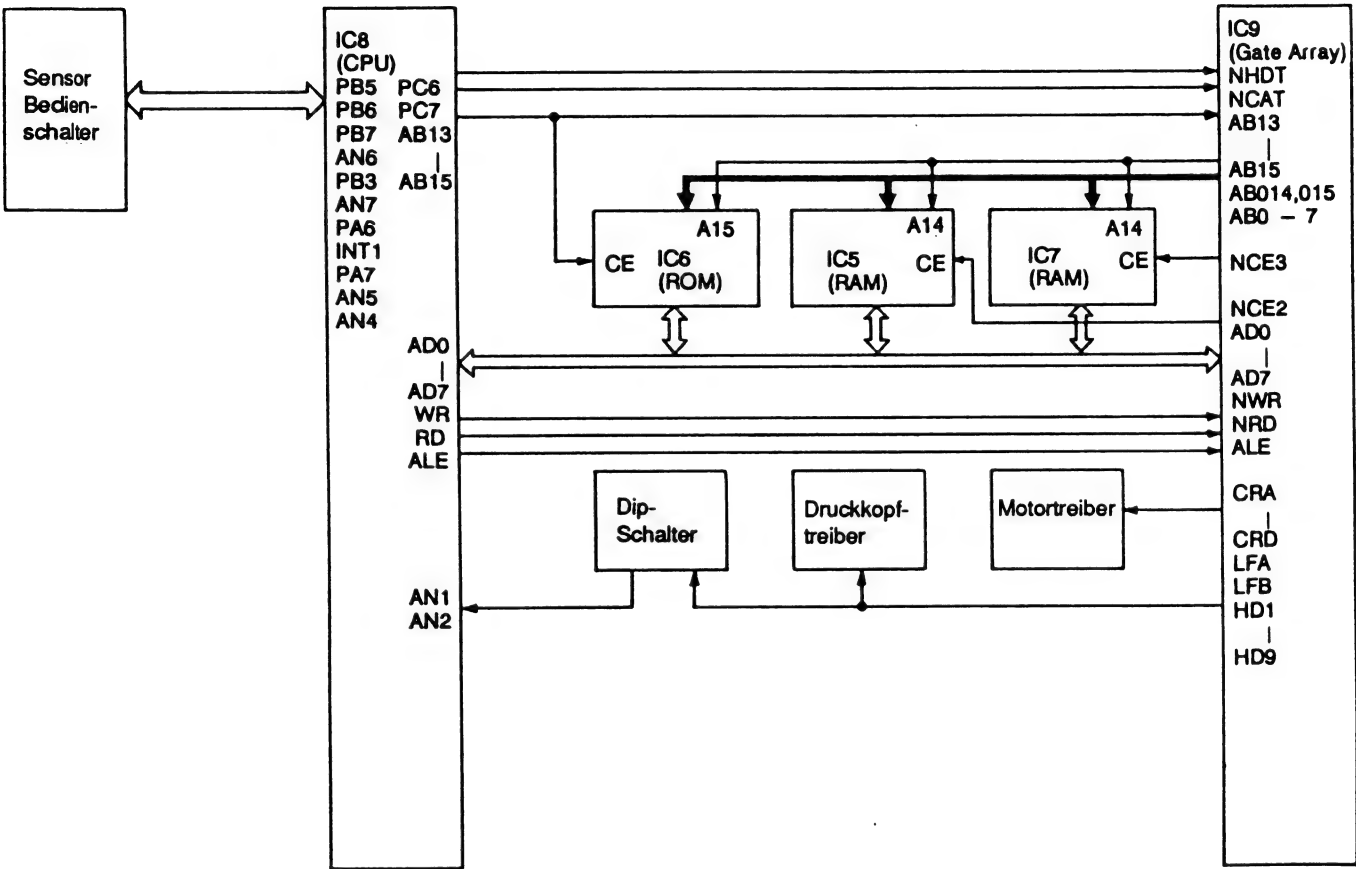 Sensor
Bedien-
schalter
IC8
(CPU)
PB5 PC6
PB6 PC7
PB7 AB13
AN6 |
PB3 AB15
AN7
PA6
INT1
PA7
AN5
AN4
AD0
|
AD7
WR
RD
ALE
AN1
AN2
A15
CE IC6
(ROM)
A14
IC5 CE
(RAM)
A14
IC7 CE
(RAM)
Dip-
Schalter
Druckkopf-
treiber
Motortreiber
IC9
(Gate Array)
NHDT
NCAT
AB13
|
AB15
AB014,015
AB0 – 7
NCE3
NCE2
AD0
|
AD7
NWR
NRD
ALE
CRA
|
CRD
LFA
LFB
HD1
|
HD9